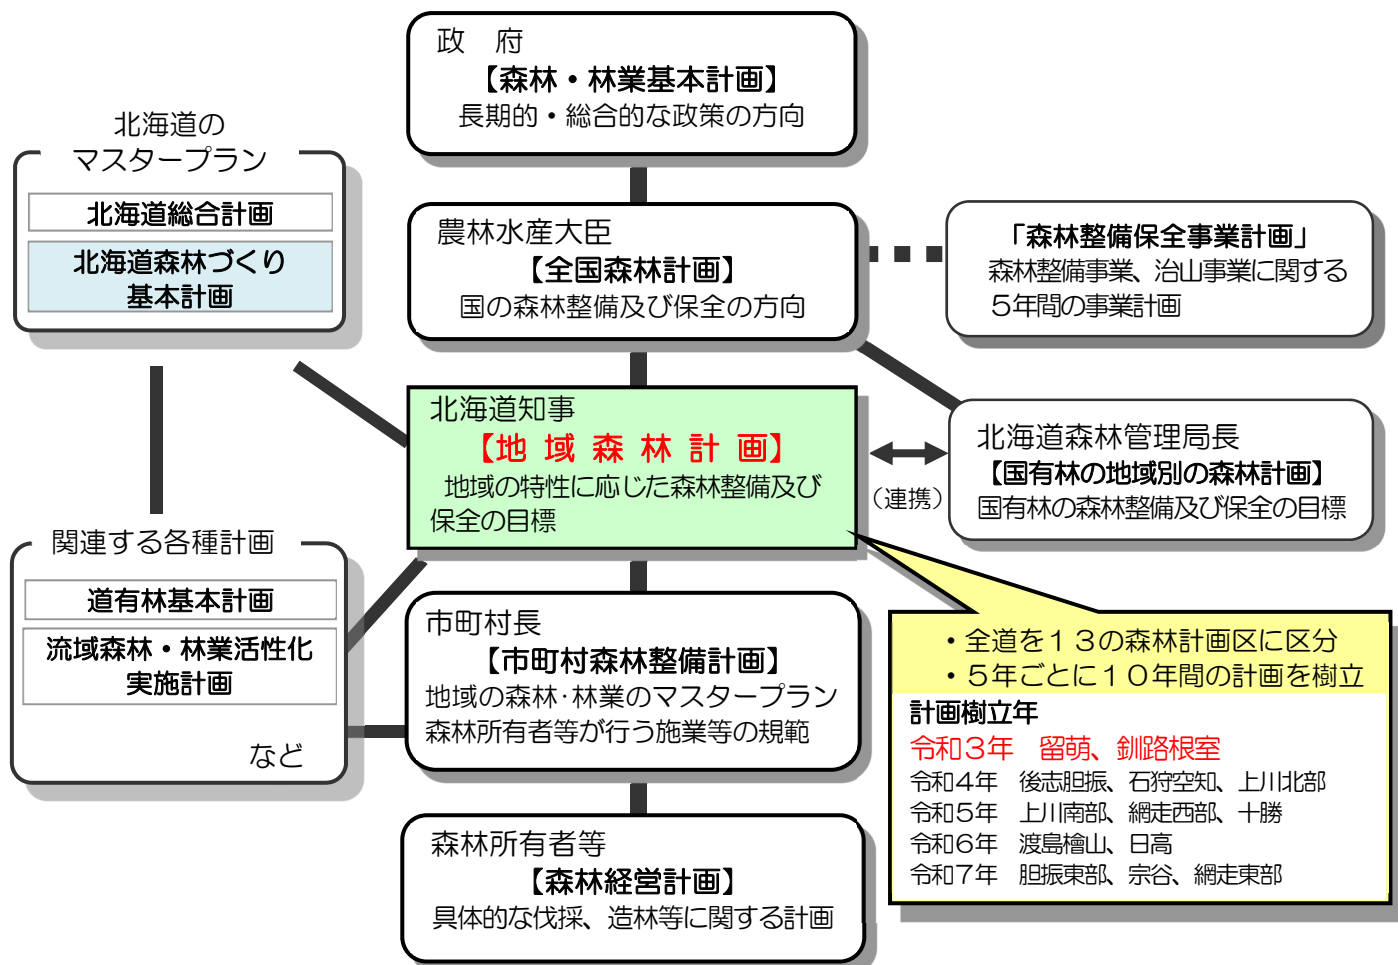 政　府
【森林・林業基本計画】
長期的・総合的な政策の方向
北海道の
マスタープラン
北海道総合計画
北海道森林づくり
基本計画
農林水産大臣
【全国森林計画】
国の森林整備及び保全の方向
「森林整備保全事業計画」
森林整備事業、治山事業に関する
５年間の事業計画
北海道知事
【地 域 森 林 計 画】
地域の特性に応じた森林整備及び
保全の目標
（連携）
北海道森林管理局長
【国有林の地域別の森林計画】
国有林の森林整備及び保全の目標
関連する各種計画
道有林基本計画
流域森林・林業活性化
実施計画
など
市町村長
【市町村森林整備計画】
地域の森林・林業のマスタープラン
森林所有者等が行う施業等の規範
・全道を１３の森林計画区に区分
・５年ごとに１０年間の計画を樹立
計画樹立年
令和３年　留萌、釧路根室
令和４年　後志胆振、石狩空知、上川北部
令和５年　上川南部、網走西部、十勝
令和６年　渡島檜山、日高
令和７年　胆振東部、宗谷、網走東部
森林所有者等
【森林経営計画】
具体的な伐採、造林等に関する計画